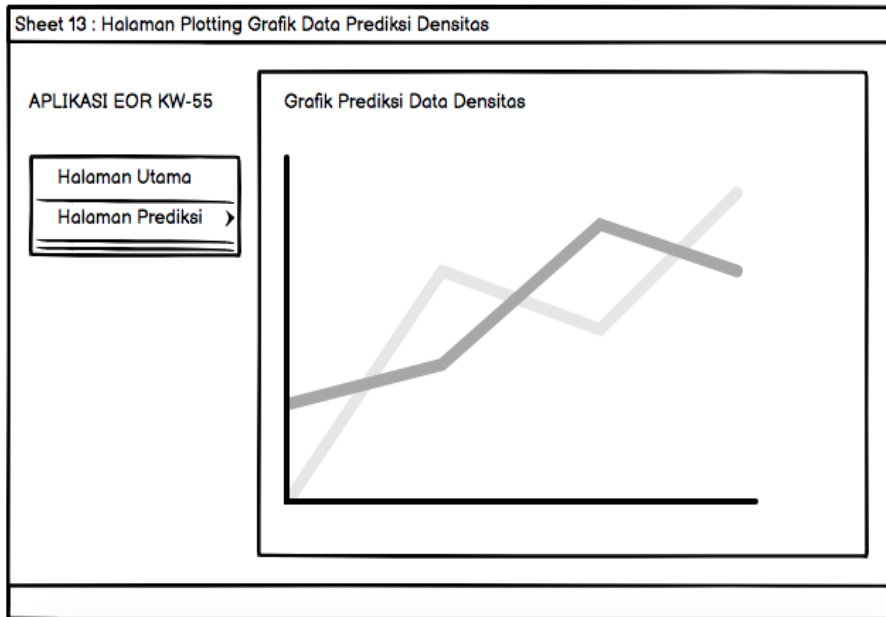 Sheet 13 : Halaman Plotting Grafik Data Prediksi Densitas
APLIKASI EOR KW-55
Halaman Utama
Halaman Prediksi
Grafik Prediksi Data Densitas